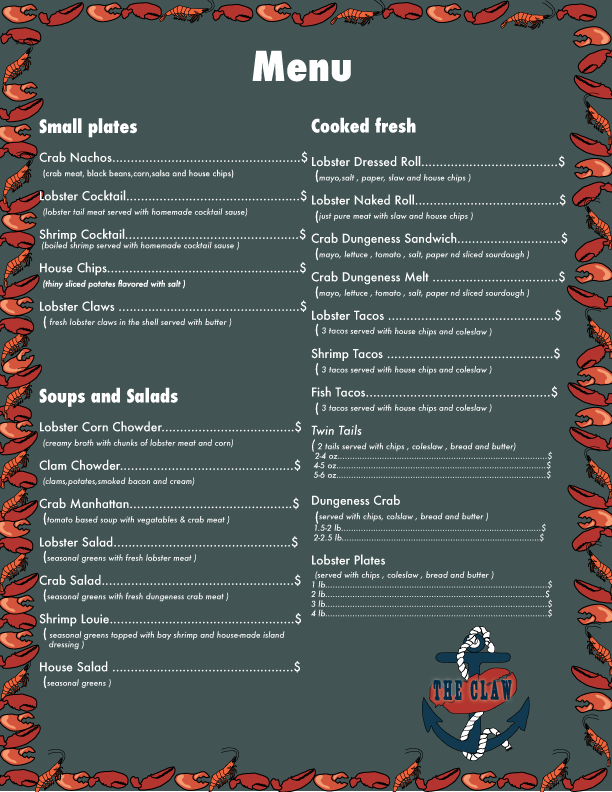 Menu
Small plates
Crab Nachos..........................................$
(crab meat, black beans,corn,salsa and house chips)
Lobster Cocktail.......................................$
(lobster tail meat served with homemade cocktail sause)
Shrimp Cocktail.......................................$
(boiled shrimp served with homemade cocktail sause )
House Chips...........................................$
(thiny sliced potates flavored with salt )
Lobster Claws .........................................$
( fresh lobster claws in the shell served with butter )
Soups and Salads
Lobster Corn Chowder.............................$
(creamy broth with chunks of lobster meat and corn)
Clam Chowder.......................................$
(clams,potates,smoked bacon and cream)
Crab Manhattan.....................................$
(tomato based soup with vegatables & crab meat )
Lobster Salad.........................................$
(seasonal greens with fresh lobster meat )
Crab Salad............................................$
(seasonal greens with fresh dungeness crab meat )
Shrimp Louie..........................................$
( seasonal greens topped with bay shrimp and house-made island
dressing )
House Salad .........................................$
(seasonal greens )
Cooked fresh
Lobster Dressed Roll...............................$
(mayo,salt , paper, slaw and house chips )
Lobster Naked Roll.................................$
(just pure meat with slaw and house chips )
Crab Dungeness Sandwich.......................$
(mayo, lettuce , tomato , salt, paper nd sliced sourdough )
Crab Dungeness Melt .............................$
(mayo, lettuce , tomato , salt, paper nd sliced sourdough )
Lobster Tacos .......................................$
( 3 tacos served with house chips and coleslaw )
Shrimp Tacos .......................................$
( 3 tacos served with house chips and coleslaw )
Fish Tacos............................................$
( 3 tacos served with house chips and coleslaw )
Twin Tails
( 2 tails served with chips , coleslaw , bread and butter)
2-4 oz..........................................................................$
4-5 oz..........................................................................$
5-6 oz..........................................................................$
Dungeness Crab
(served with chips, colslaw , bread and butter )
1.5-2 lb.....................................................................$
2-2.5 lb.....................................................................$
Lobster Plates
(served with chips , coleslaw , bread and butter )
1 lb............................................................................$
2 lb............................................................................$
3 lb............................................................................$
4 lb............................................................................$
THE CLAW